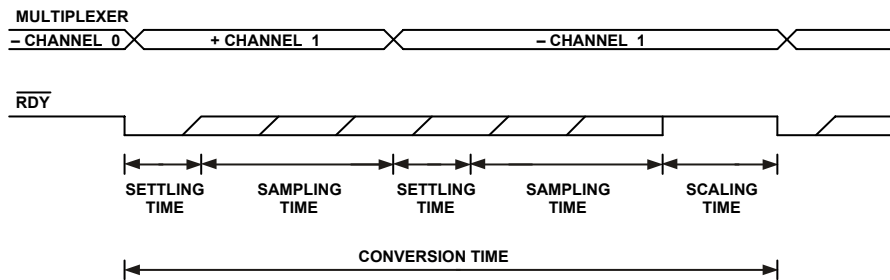 MULTIPLEXER
– CHANNEL 0 + CHANNEL 1 – CHANNEL 1
RDY
SETTLING TIME
SAMPLING TIME
SETTLING TIME
SAMPLING TIME
SCALING TIME
CONVERSION TIME